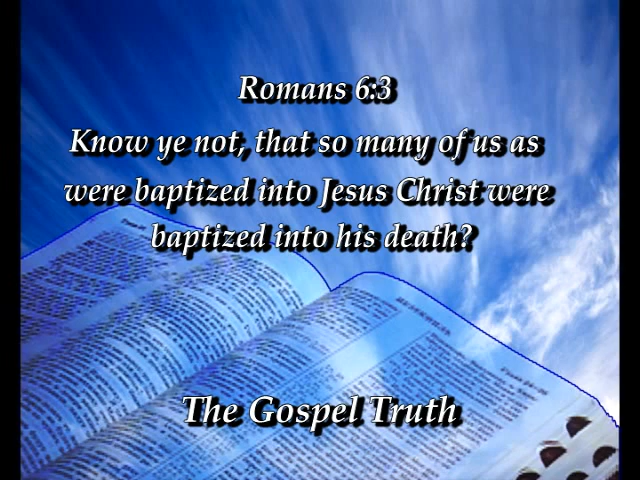 Romans 6:3
Know ye not, that so many of us as
were baptized into Jesus Christ were
baptized into his death?
The Gospel Truth